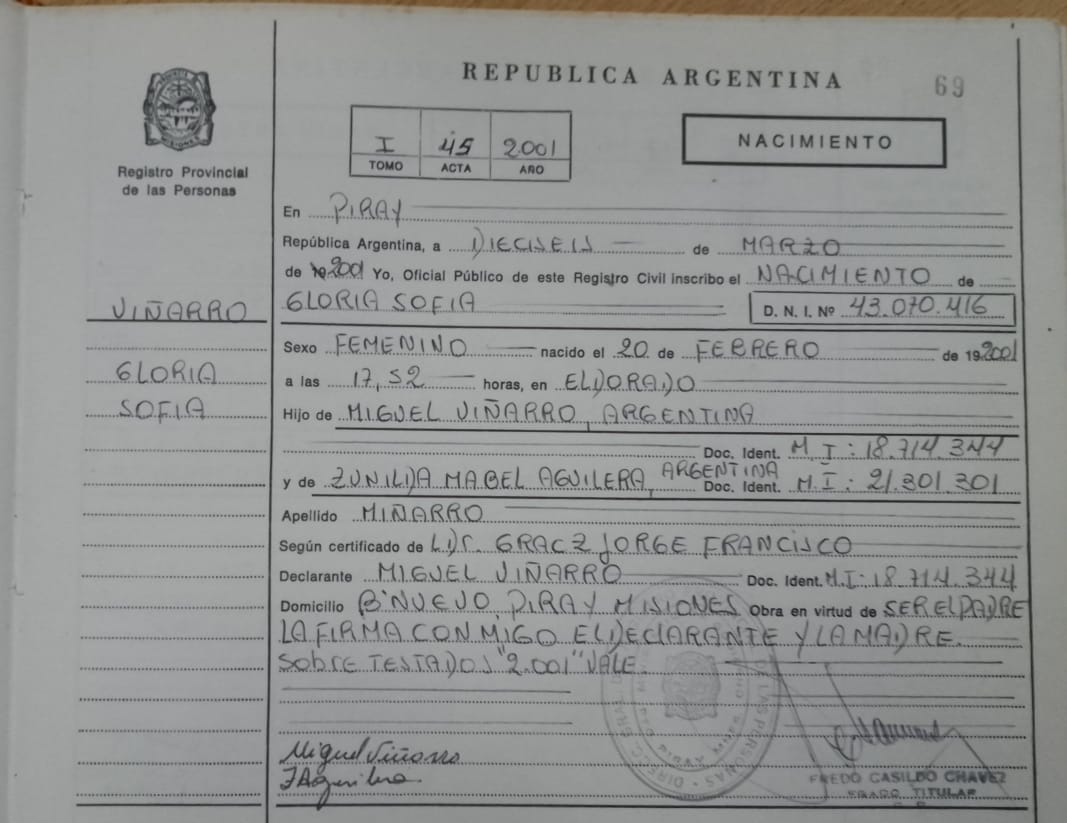 REPUBLICA ARGENTINA
69
I 45 2001
TOMO ACTA AÑO
NACIMIENTO
Registro Provincial
de las Personas
VIÑARRO
GLORIA
SOFIA
En PIRAY
República Argentina, a DIECISEIS de MARZO
de 2001 Yo, Oficial Público de este Registro Civil inscribo el NACIMIENTO de
GLORIA SOFIA D. N. I. Nº 43.070.416
Sexo FEMENINO nacido el 20 de FEBRERO de 192001
a las 17,52 horas, en ELDORADO
Hijo de MIGUEL VIÑARRO, ARGENTINA
Doc. Ident. M.I: 18.714.344
y de ZUNILDA MABEL AGUILERA, ARGENTINA Doc. Ident. M.I: 21.301.301
Apellido MIÑARRO
Según certificado de GRACZ JORGE FRANCISCO
Declarante MIGUEL VIÑARRO Doc. Ident. M.I: 18.714.344
Domicilio Bº NUEVO, PIRAY MISIONES Obra en virtud de SER EL PADRE
LA FIRMA CONMIGO EL DECLARANTE Y LA MADRE.
SOBRE TESTADOS "2.001" VALE.
Miguel Viñarro
FREDO CASILDO CHAVEZ
TITULAR